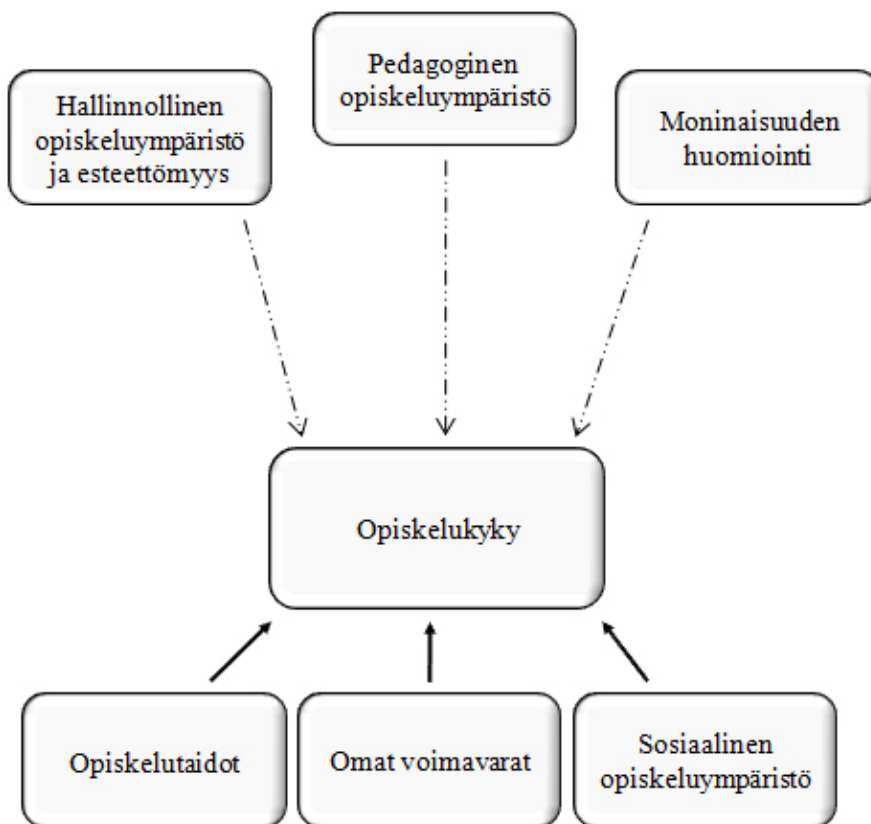 Hallinnollinen
opiskeluympäristö
ja esteettömyys
Pedagoginen
opiskeluympäristö
Moninaisuuden
huomiointi
Opiskelukyky
Opiskelutaidot
Omat voimavarat
Sosiaalinen
opiskeluympäristö